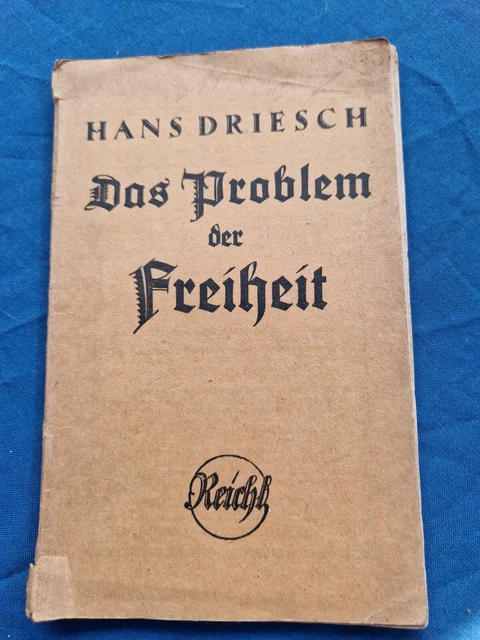 HANS DRIESCH
Das Problem
der
Freiheit
Reichl